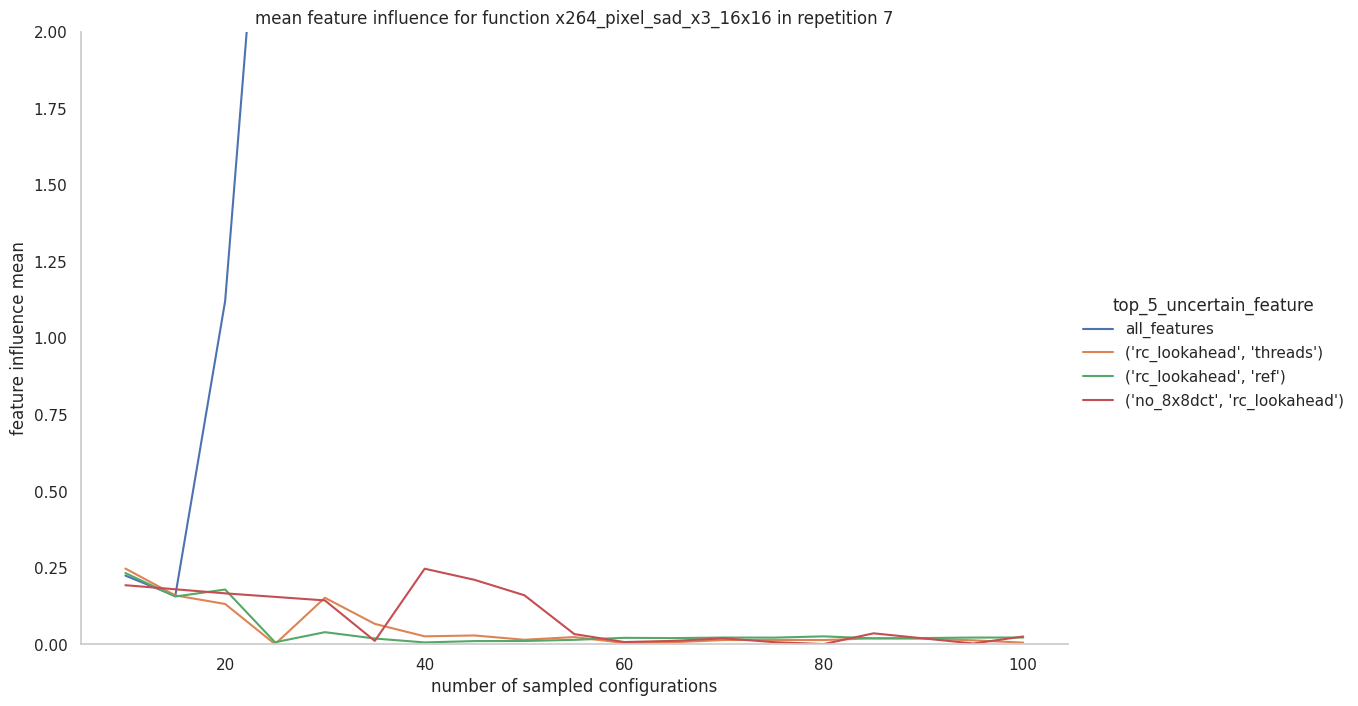 mean feature influence for function x264_pixel_sad_x3_16x16 in repetition 7
2.00
1.75
1.50
1.25
1.00
0.75
0.50
0.25
0.00
feature influence mean
20
40
60
80
100
number of sampled configurations
top_5_uncertain_feature
all_features
('rc_lookahead', 'threads')
('rc_lookahead', 'ref')
('no_8x8dct', 'rc_lookahead')